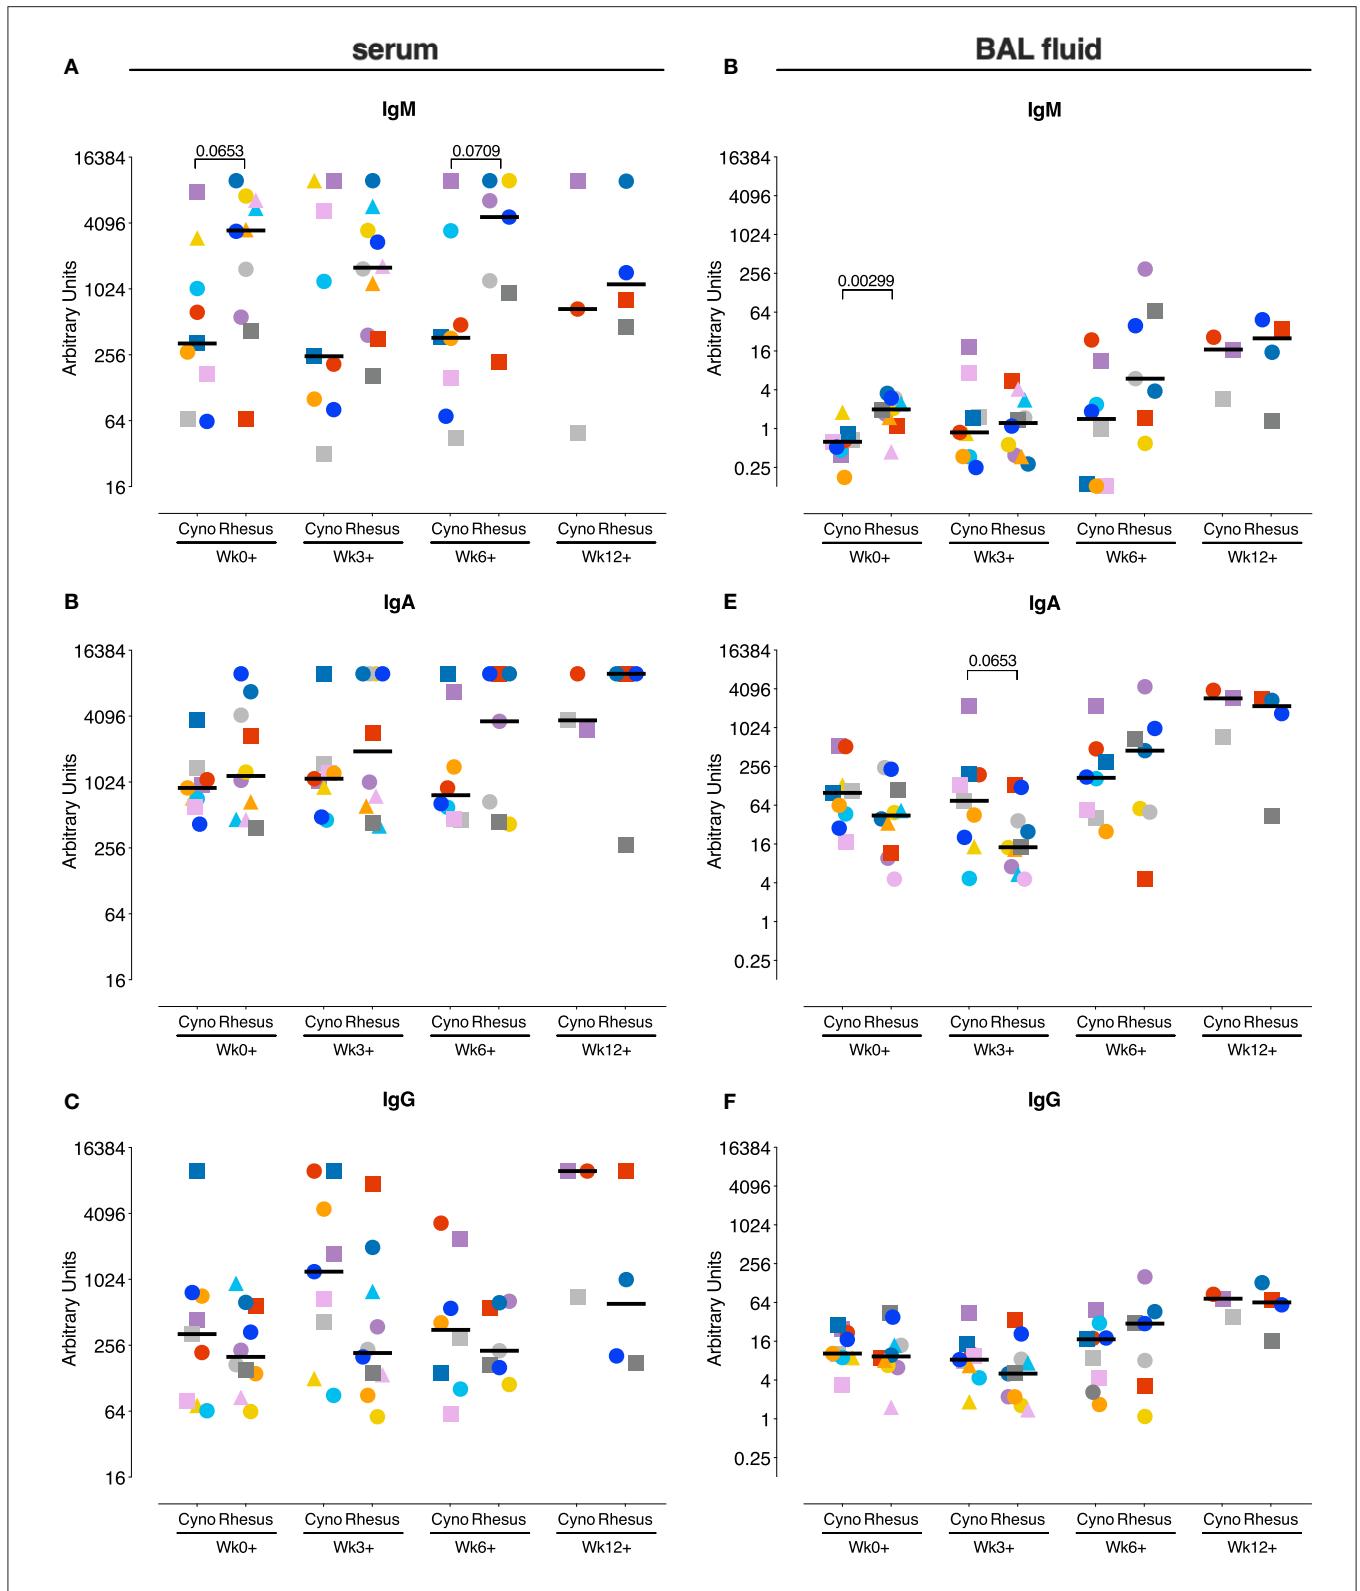 serum
BAL fluid
A
B
IgM
IgM
0.0653
0.0709
16384
4096
1024
256
64
16
Arbitrary Units
Cyno Rhesus
Cyno Rhesus
Cyno Rhesus
Cyno Rhesus
Wk0+
Wk3+
Wk6+
Wk12+
0.00299
16384
4096
1024
256
64
16
4
1
0.25
Arbitrary Units
Cyno Rhesus
Cyno Rhesus
Cyno Rhesus
Cyno Rhesus
Wk0+
Wk3+
Wk6+
Wk12+
B
IgA
16384
4096
1024
256
64
16
Arbitrary Units
Cyno Rhesus
Cyno Rhesus
Cyno Rhesus
Cyno Rhesus
Wk0+
Wk3+
Wk6+
Wk12+
E
IgA
0.0653
16384
4096
1024
256
64
16
4
1
0.25
Arbitrary Units
Cyno Rhesus
Cyno Rhesus
Cyno Rhesus
Cyno Rhesus
Wk0+
Wk3+
Wk6+
Wk12+
C
IgG
16384
4096
1024
256
64
16
Arbitrary Units
Cyno Rhesus
Cyno Rhesus
Cyno Rhesus
Cyno Rhesus
Wk0+
Wk3+
Wk6+
Wk12+
F
IgG
16384
4096
1024
256
64
16
4
1
0.25
Arbitrary Units
Cyno Rhesus
Cyno Rhesus
Cyno Rhesus
Cyno Rhesus
Wk0+
Wk3+
Wk6+
Wk12+